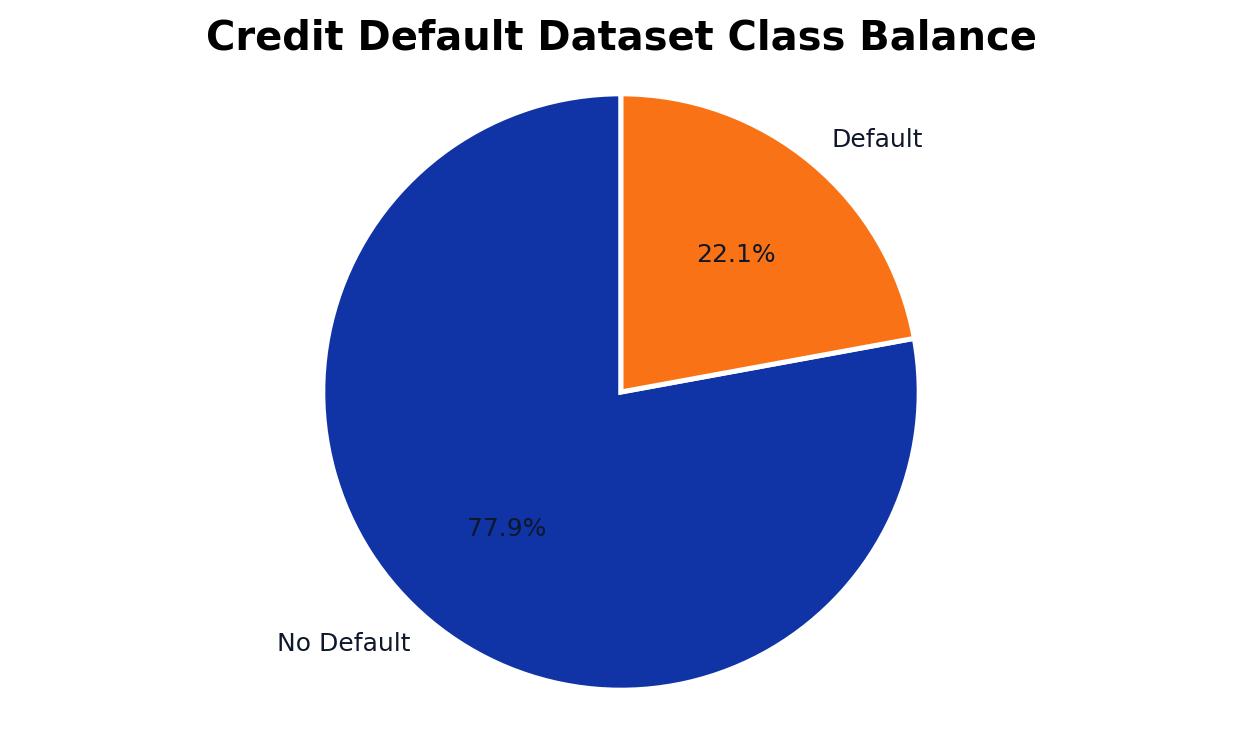 Credit Default Dataset Class Balance
Default
22.1%
77.9%
No Default